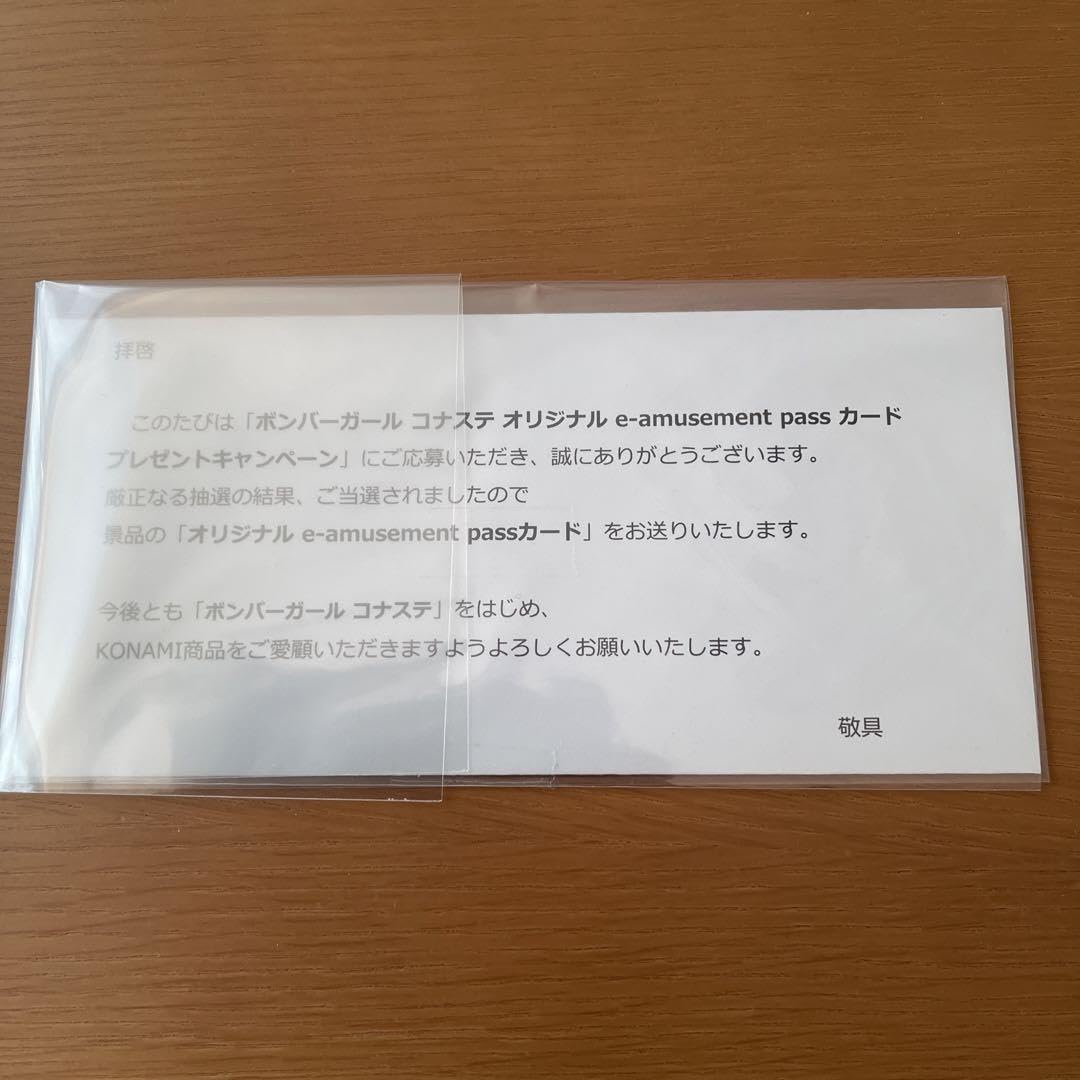 拝啓
このたびは「ボンバーガール コナステ オリジナル e-amusement pass カード
プレゼントキャンペーン」にご応募いただき、誠にありがとうございます。
厳正なる抽選の結果、ご当選されましたので
景品の「オリジナル e-amusement passカード」をお送りいたします。
今後とも「ボンバーガール コナステ」をはじめ、
KONAMI商品をご愛顧いただきますようよろしくお願いいたします。
敬具